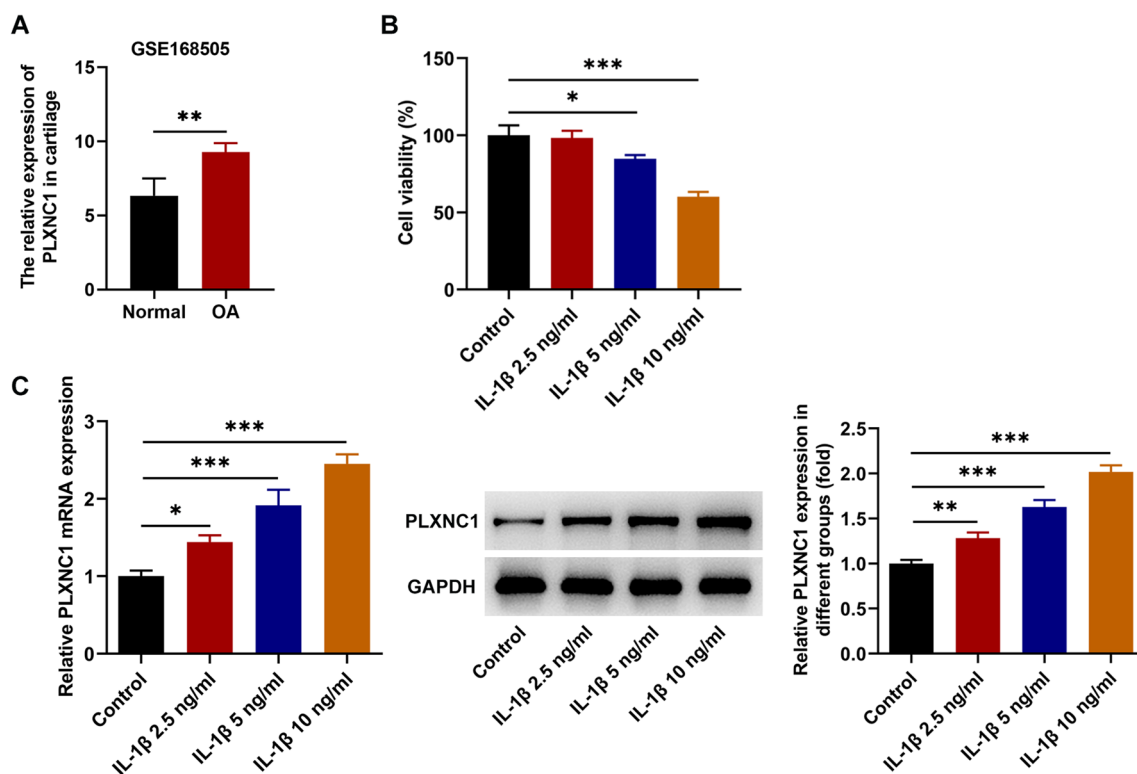 A
GSE168505
The relative expression of
PLXNC1 in cartilage
15
10
5
0
**
Normal
OA
B
Cell viability (%)
150
100
50
0
***
*
Control
IL-1β 2.5 ng/ml
IL-1β 5 ng/ml
IL-1β 10 ng/ml
C
Relative PLXNC1 mRNA expression
3
2
1
0
***
***
*
Control
IL-1β 2.5 ng/ml
IL-1β 5 ng/ml
IL-1β 10 ng/ml
PLXNC1
GAPDH
Control
IL-1β 2.5 ng/ml
IL-1β 5 ng/ml
IL-1β 10 ng/ml
Relative PLXNC1 expression in
different groups (fold)
2.5
2.0
1.5
1.0
0.5
0.0
***
***
**
Control
IL-1β 2.5 ng/ml
IL-1β 5 ng/ml
IL-1β 10 ng/ml